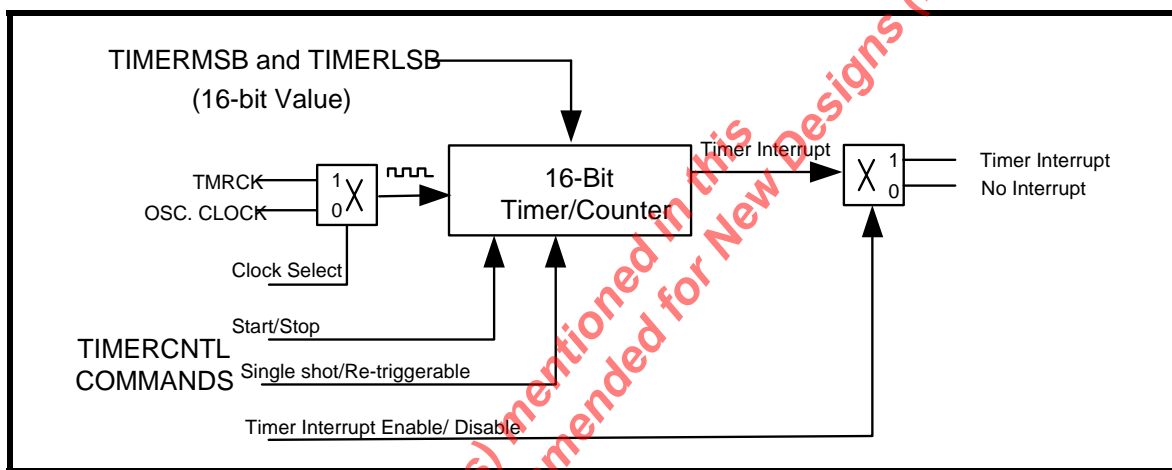 TIMERMSB and TIMERLSB
(16-bit Value)
TMRCK
OSC. CLOCK
1
0
X
Clock Select
16-Bit
Timer/Counter
Timer Interrupt
X
1
0
Timer Interrupt
No Interrupt
TIMERCNTL
COMMANDS
Start/Stop
Single shot/Re-triggerable
Timer Interrupt Enable/ Disable
mentioned in this
for New Designs (